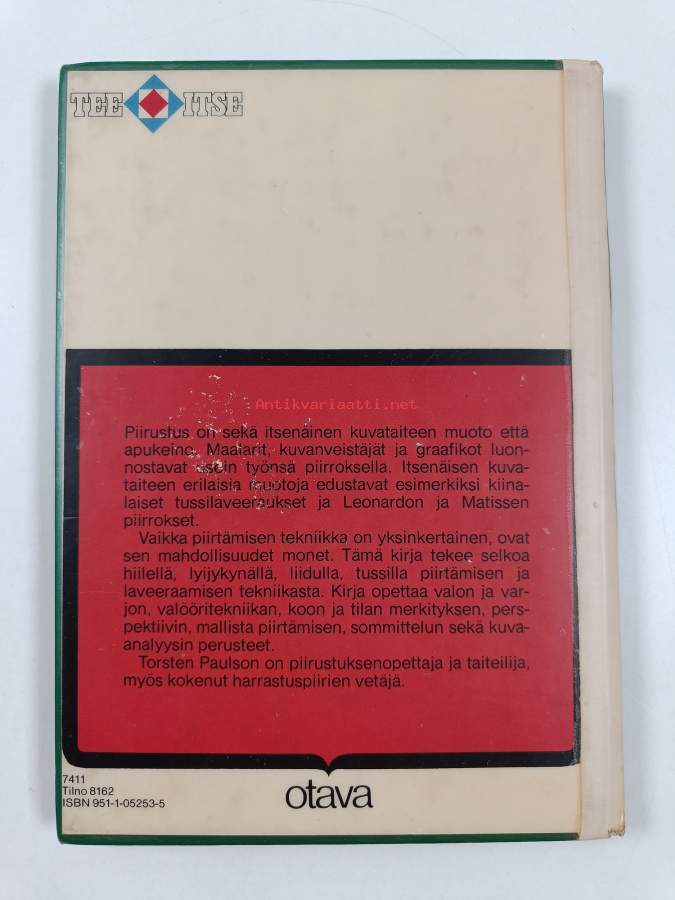 TEE ITSE
Antikvariaatti.net
Piirustus on sekä itsenäinen kuvataiteen muoto että
apukeino. Maalarit, kuvanveistäjät ja graafikot luon-
nostavat usein työnsä piirroksella. Itsenäisen kuva-
taiteen erilaisia muotoja edustavat esimerkiksi kiina-
laiset tussilaveeraukset ja Leonardon ja Matissen
piirrokset.
Vaikka piirtämisen tekniikka on yksinkertainen, ovat
sen mahdollisuudet monet. Tämä kirja tekee selkoa
hiilellä, lyijykynällä, liidulla, tussilla piirtämisen ja
laveeraamisen tekniikasta. Kirja opettaa valon ja var-
jon, valööritekniikan, koon ja tilan merkityksen, pers-
pektiivin, mallista piirtämisen, sommittelun sekä kuva-
analyysin perusteet.
Torsten Paulson on piirustuksenopettaja ja taiteilija,
myös kokenut harrastuspiirien vetäjä.
7411
Tilno 8162
ISBN 951-1-05253-5
otava